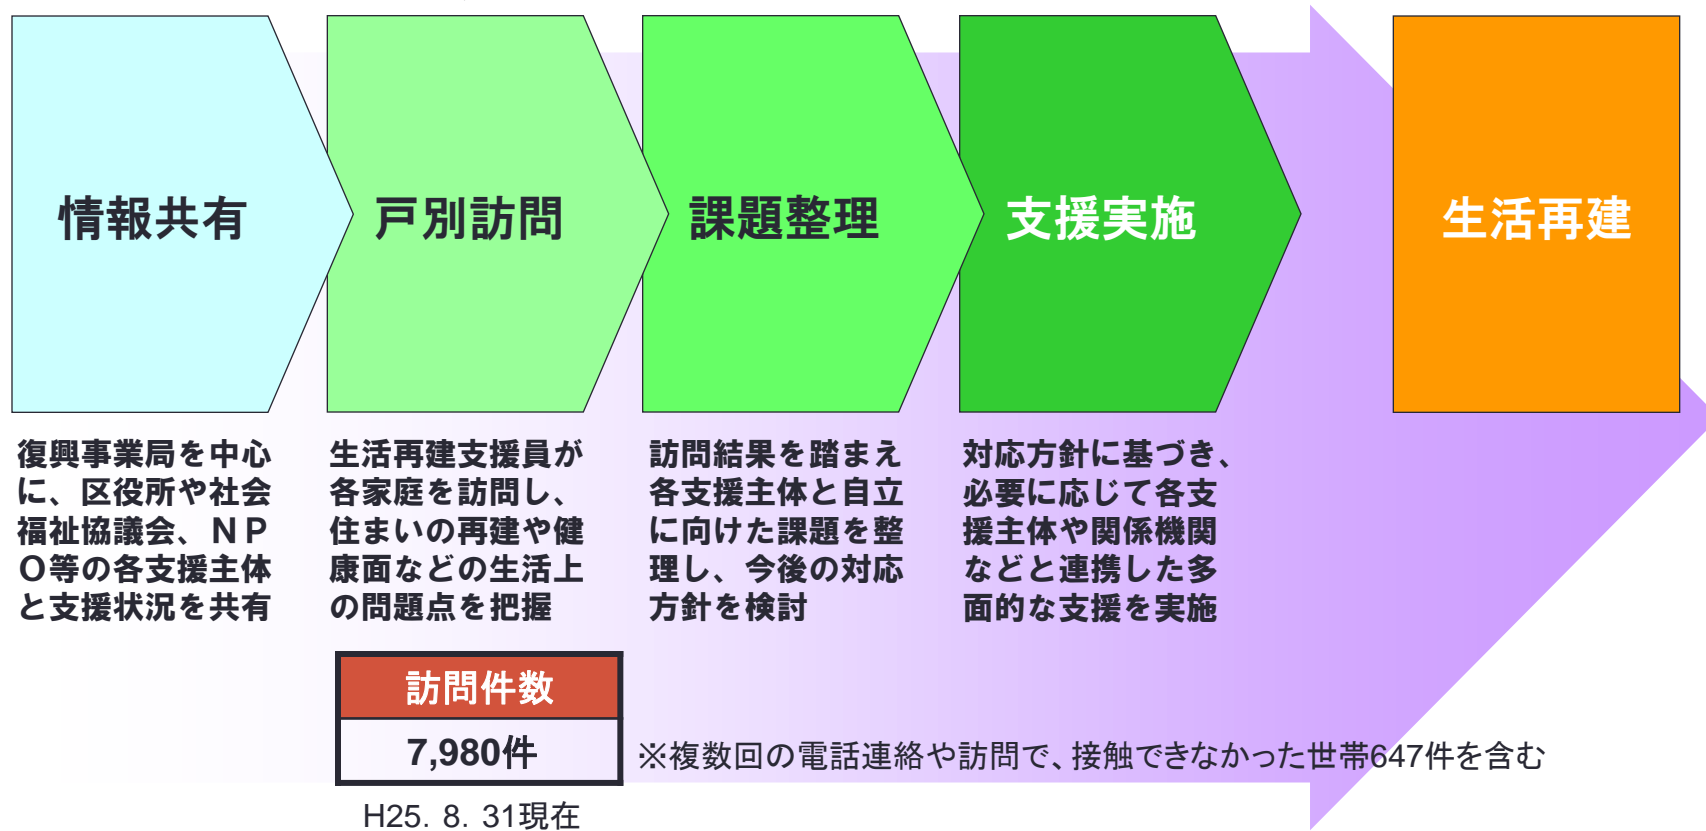 情報共有
戸別訪問
課題整理
支援実施
生活再建
復興事業局を中心
に、区役所や社会
福祉協議会、ＮＰ
Ｏ等の各支援主体
と支援状況を共有
生活再建支援員が
各家庭を訪問し、
住まいの再建や健
康面などの生活上
の問題点を把握
訪問結果を踏まえ
各支援主体と自立
に向けた課題を整
理し、今後の対応
方針を検討
対応方針に基づき、
必要に応じて各支
援主体や関係機関
などと連携した多
面的な支援を実施
訪問件数
7,980件
※複数回の電話連絡や訪問で、接触できなかった世帯647件を含む
H25．8．31現在